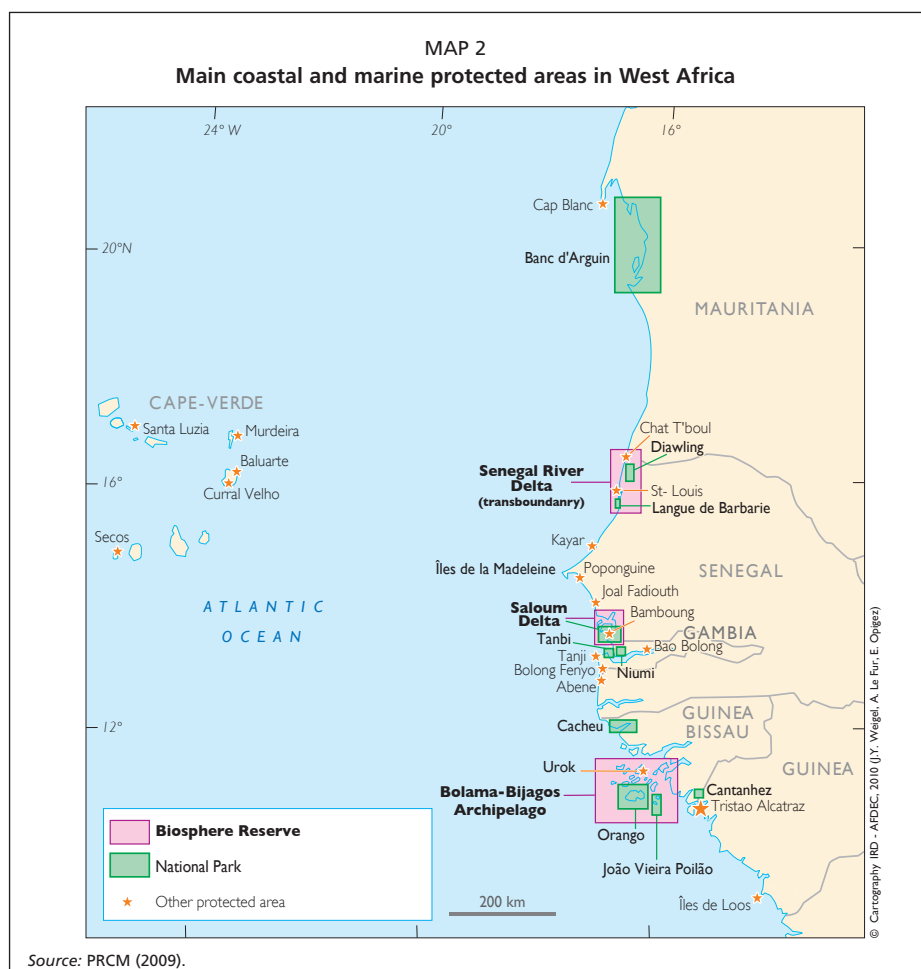 MAP 2
Main coastal and marine protected areas in West Africa
24° W
20°
16°
Cap Blanc
20°N
Banc d'Arguin
MAURITANIA
CAPE-VERDE
Santa Luzia
Murdeira
Chat T'boul
Diawling
Baluarte
Senegal River
Delta
(transboundanry)
16°
Curral Velho
St- Louis
Langue de Barbarie
Secos
Kayar
Îles de la Madeleine
Poponguine
SENEGAL
Joal Fadiouth
ATLANTIC
OCEAN
Saloum
Delta
Bamboung
GAMBIA
Tanbi
Bao Bolong
Tanji
Niumi
Bolong Fenyo
Abene
12°
Cacheu
GUINEA
BISSAU
GUINEA
Urok
Bolama-Bijagos
Archipelago
Cantanhez
Tristao Alcatraz
Orango
João Vieira Poilão
Îles de Loos
Biosphere Reserve
National Park
Other protected area
200 km
© Cartography IRD - AFDEC, 2010 (J.Y. Weigel, A. Le Fur, E. Opigez)
Source: PRCM (2009).